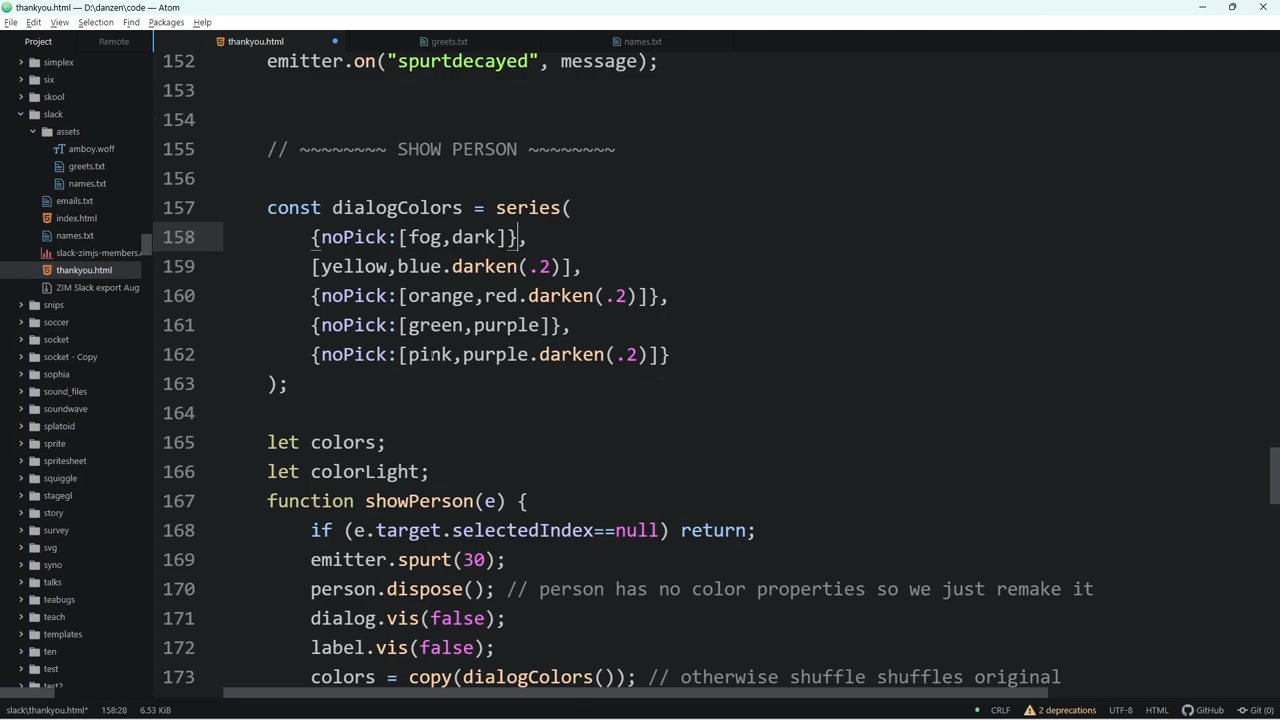 thankyou.html — D:\danzen\code — Atom
File Edit View Selection Find Packages Help
Project Remote
thankyou.html greets.txt names.txt
simplex
six
skool
slack
assets
amboy.woff
greets.txt
names.txt
emails.txt
index.html
names.txt
slack-zimjs-members.
thankyou.html
ZIM Slack export Aug
snips
soccer
socket
socket - Copy
sophia
sound_files
soundwave
splatoid
sprite
spritesheet
squiggle
stagegl
story
survey
svg
syno
talks
teabugs
teach
templates
ten
test
test2
152 emitter.on("spurtdecayed", message);
153
154
155 // ~~~~~~~~ SHOW PERSON ~~~~~~~~
156
157 const dialogColors = series(
158 {noPick:[fog,dark]},
159 [yellow,blue.darken(.2)],
160 {noPick:[orange,red.darken(.2)]},
161 {noPick:[green,purple]},
162 {noPick:[pink,purple.darken(.2)]}
163 );
164
165 let colors;
166 let colorLight;
167 function showPerson(e) {
168 if (e.target.selectedIndex==null) return;
169 emitter.spurt(30);
170 person.dispose(); // person has no color properties so we just remake it
171 dialog.vis(false);
172 label.vis(false);
173 colors = copy(dialogColors()); // otherwise shuffle shuffles original
slack\thankyou.html* 158:28 6.53 KiB CRLF 2 deprecations UTF-8 HTML GitHub Git (0)